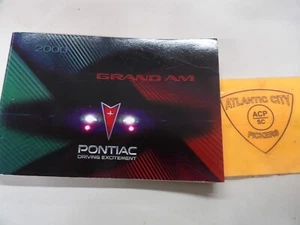 2000
GRAND AM
PONTIAC
DRIVING EXCITEMENT
ATLANTIC CITY
ACP
SC
PICKERS